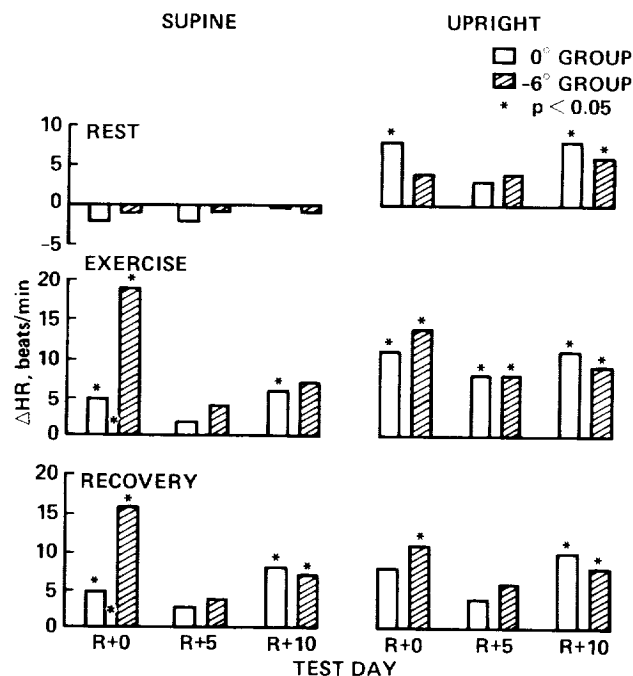 SUPINE
UPRIGHT
0° GROUP
-6° GROUP
* p < 0.05
REST
10
5
0
-5
* * *
EXERCISE
20
15
10
5
0
* * * *
* * * * * *
ΔHR, beats/min
RECOVERY
20
15
10
5
0
* * * * *
* * *
R+0 R+5 R+10
R+0 R+5 R+10
TEST DAY